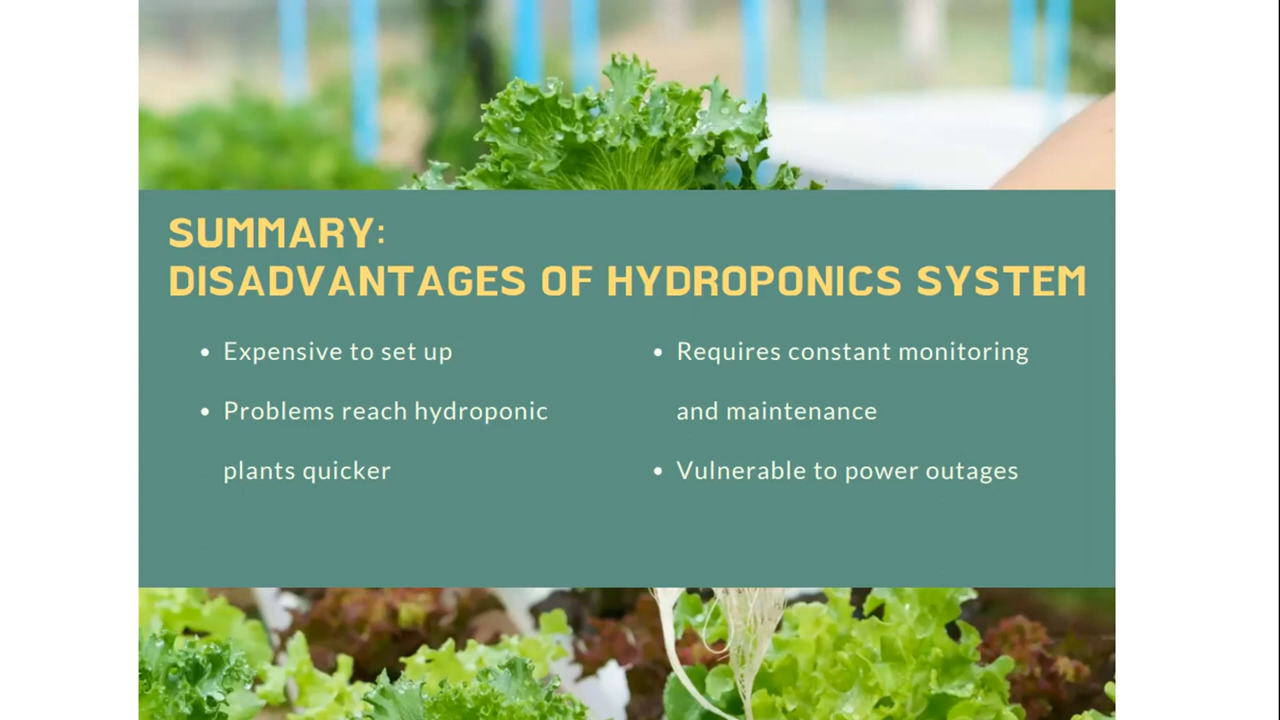 SUMMARY:
DISADVANTAGES OF HYDROPONICS SYSTEM
• Expensive to set up
• Problems reach hydroponic
plants quicker
• Requires constant monitoring
and maintenance
• Vulnerable to power outages